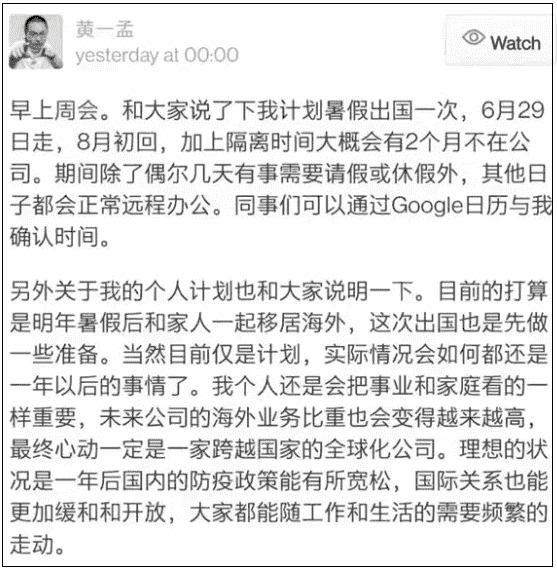 黄一孟
yesterday at 00:00
Watch
早上周会。和大家说了下我计划暑假出国一次，6月29
日走，8月初回，加上隔离时间大概会有2个月不在公
司。期间除了偶尔几天有事需要请假或休假外，其他日
子都会正常远程办公。同事们可以通过Google日历与我
确认时间。
另外关于我的个人计划也和大家说明一下。目前的打算
是明年暑假后和家人一起移居海外，这次出国也是先做
一些准备。当然目前仅是计划，实际情况会如何都还是
一年以后的事情了。我个人还是会把事业和家庭看的一
样重要，未来公司的海外业务比重也会变得越来越高，
最终心动一定是一家跨越国家的全球化公司。理想的状
况是一年后国内的防疫政策能有所宽松，国际关系也能
更加缓和和开放，大家都能随工作和生活的需要频繁的
走动。